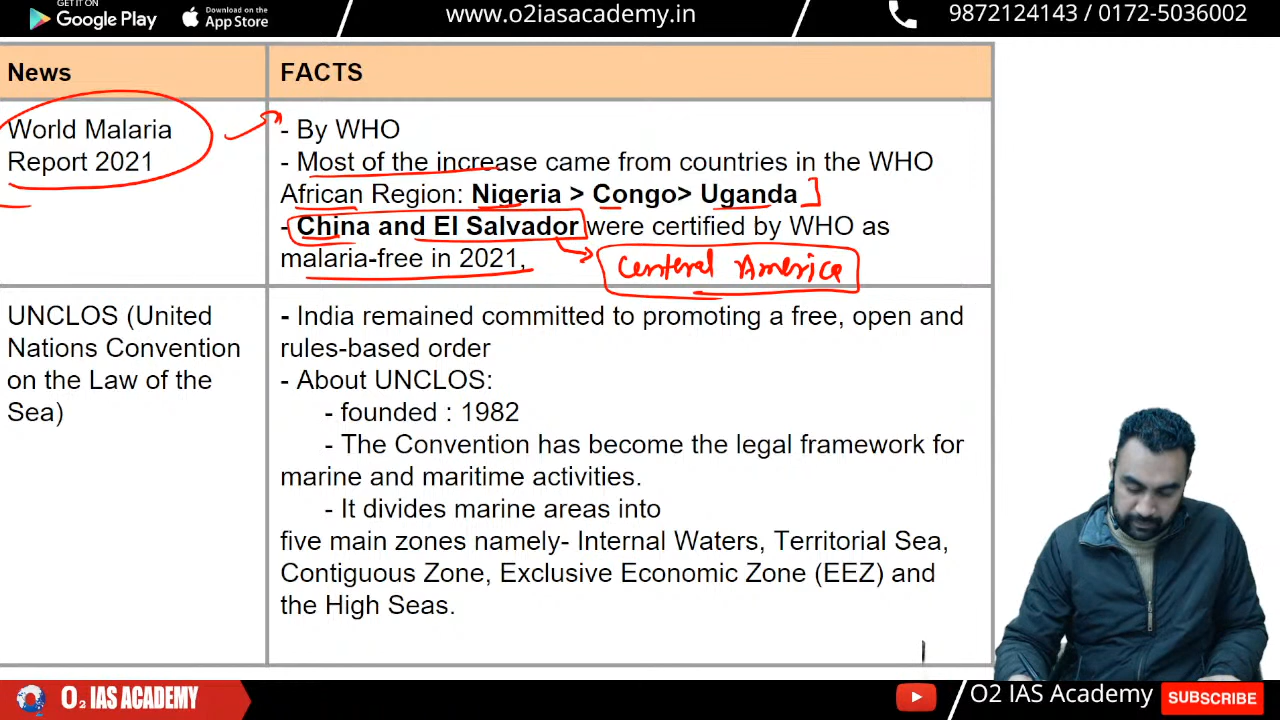 GET IT ON
Google Play
Download on the
App Store
www.o2iasacademy.in
9872124143 / 0172-5036002
News
FACTS
World Malaria
Report 2021
- By WHO
- Most of the increase came from countries in the WHO
African Region: Nigeria > Congo> Uganda
- China and El Salvador were certified by WHO as
malaria-free in 2021,
Centeral America
UNCLOS (United
Nations Convention
on the Law of the
Sea)
- India remained committed to promoting a free, open and
rules-based order
- About UNCLOS:
- founded : 1982
- The Convention has become the legal framework for
marine and maritime activities.
- It divides marine areas into
five main zones namely- Internal Waters, Territorial Sea,
Contiguous Zone, Exclusive Economic Zone (EEZ) and
the High Seas.
O2 IAS ACADEMY
O2 IAS Academy
SUBSCRIBE